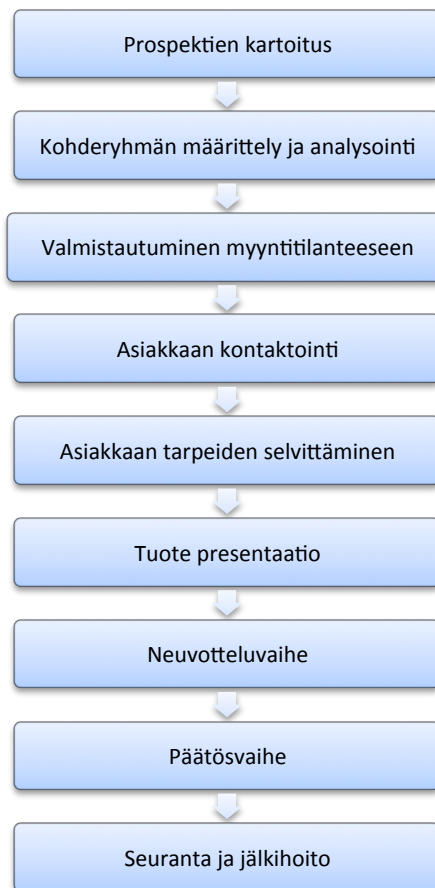 Prospektien kartoitus
Kohderyhmän määrittely ja analysointi
Valmistautuminen myyntitilanteeseen
Asiakkaan kontaktointi
Asiakkaan tarpeiden selvittäminen
Tuote presentaatio
Neuvotteluvaihe
Päätösvaihe
Seuranta ja jälkihoito